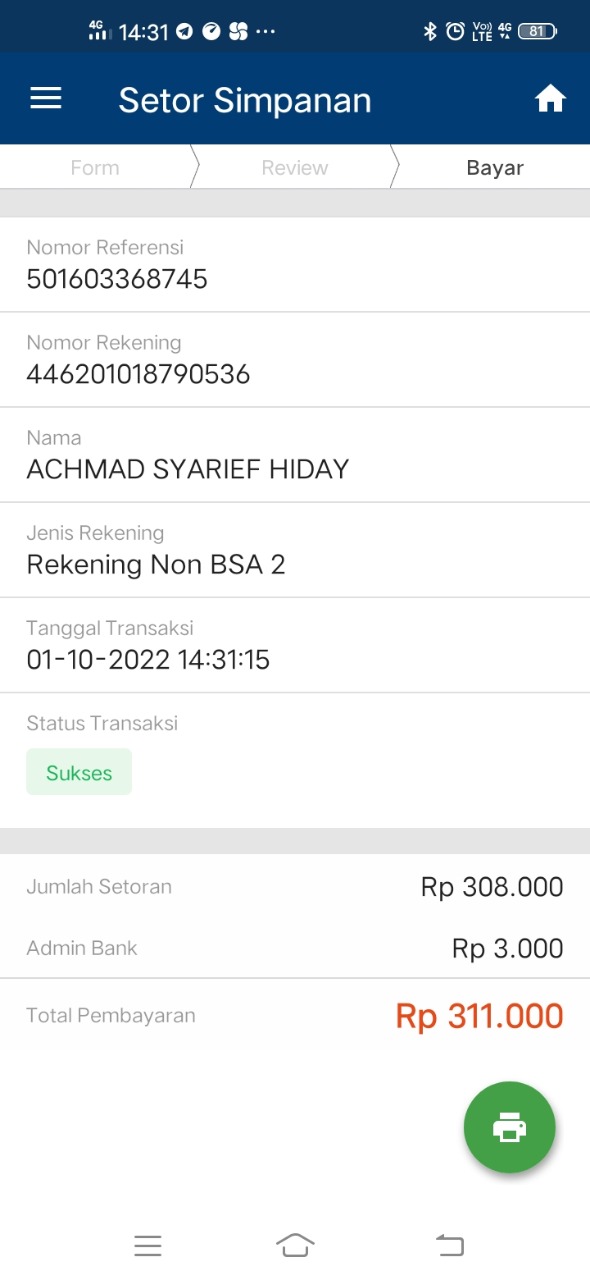 4G 14:31 ... Vo)) LTE 4G 81
Setor Simpanan
Form Review Bayar
Nomor Referensi
501603368745
Nomor Rekening
446201018790536
Nama
ACHMAD SYARIEF HIDAY
Jenis Rekening
Rekening Non BSA 2
Tanggal Transaksi
01-10-2022 14:31:15
Status Transaksi
Sukses
Jumlah Setoran Rp 308.000
Admin Bank Rp 3.000
Total Pembayaran Rp 311.000